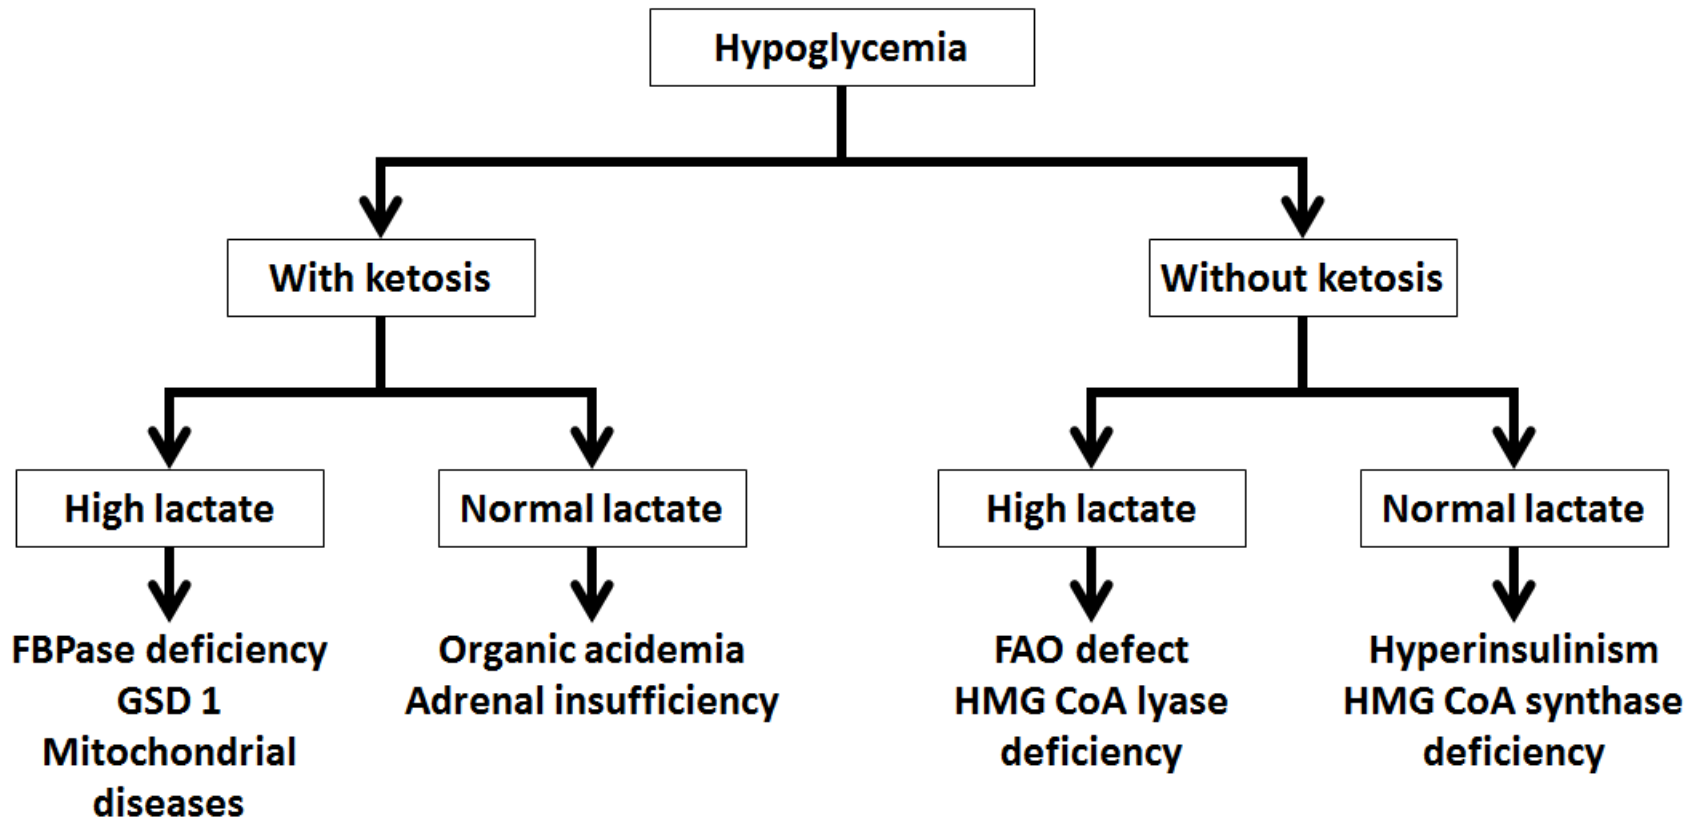 Hypoglycemia
With ketosis
Without ketosis
High lactate
Normal lactate
High lactate
Normal lactate
FBPase deficiency
GSD 1
Mitochondrial
diseases
Organic acidemia
Adrenal insufficiency
FAO defect
HMG CoA lyase
deficiency
Hyperinsulinism
HMG CoA synthase
deficiency